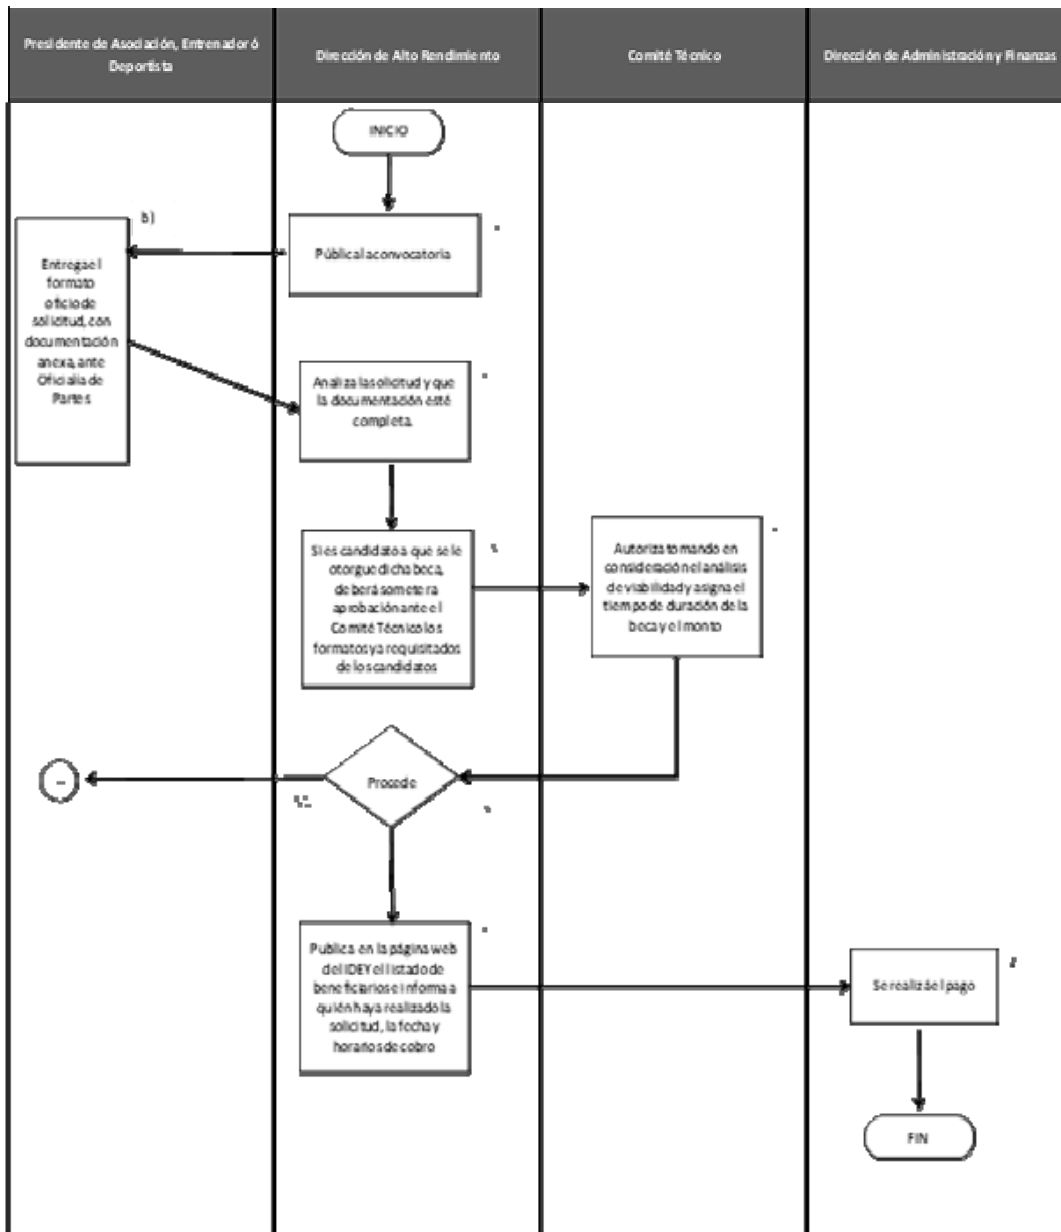 Presidente de Asociación, Entrenador ó
Deportista
Dirección de Alto Rendimiento
Comité Técnico
Dirección de Administración y Finanzas
INICIO
b)
Pública la convocatoria
Entrega el
formato
oficio de
solicitud, con
documentación
anexa, ante
Oficialía de
Partes
Analiza la solicitud y que
la documentación esté
completa.
Si es candidato a que se le
otorgue dicha beca,
deberá someter a
aprobación ante el
Comité Técnico los
formatos ya requisitados
de los candidatos
Autoriza tomando en
consideración el análisis
de viabilidad y asigna el
tiempo de duración de la
beca y el monto
Procede
Publica en la página web
del IDEY el listado de
beneficiarios e informa a
quién haya realizado la
solicitud, la fecha y
horarios de cobro
Se realizá el pago
FIN